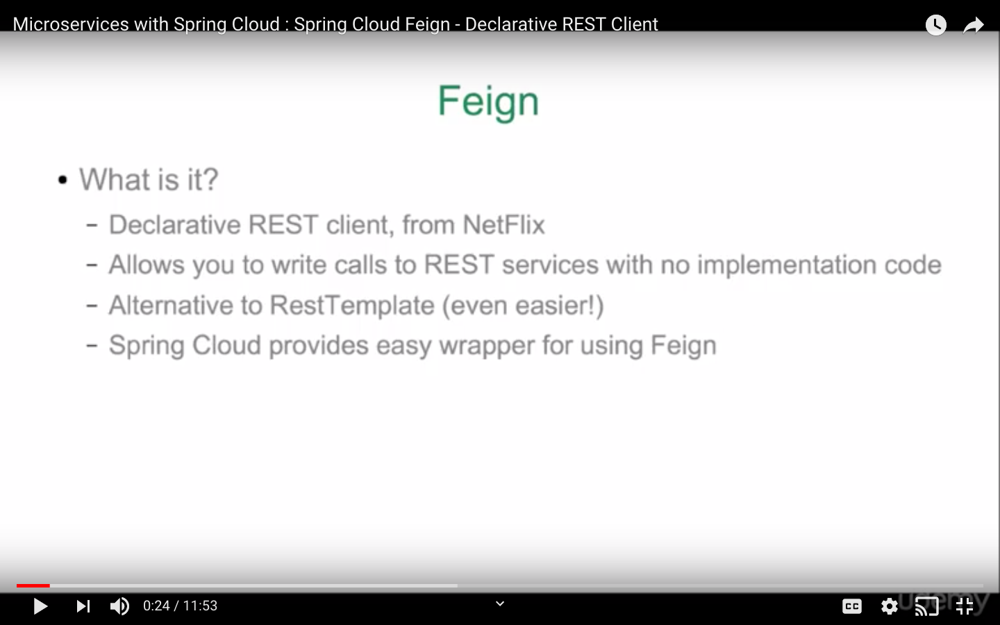 Microservices with Spring Cloud : Spring Cloud Feign - Declarative REST Client
Feign
• What is it?
– Declarative REST client, from NetFlix
– Allows you to write calls to REST services with no implementation code
– Alternative to RestTemplate (even easier!)
– Spring Cloud provides easy wrapper for using Feign
0:24 / 11:53
CC
udemy